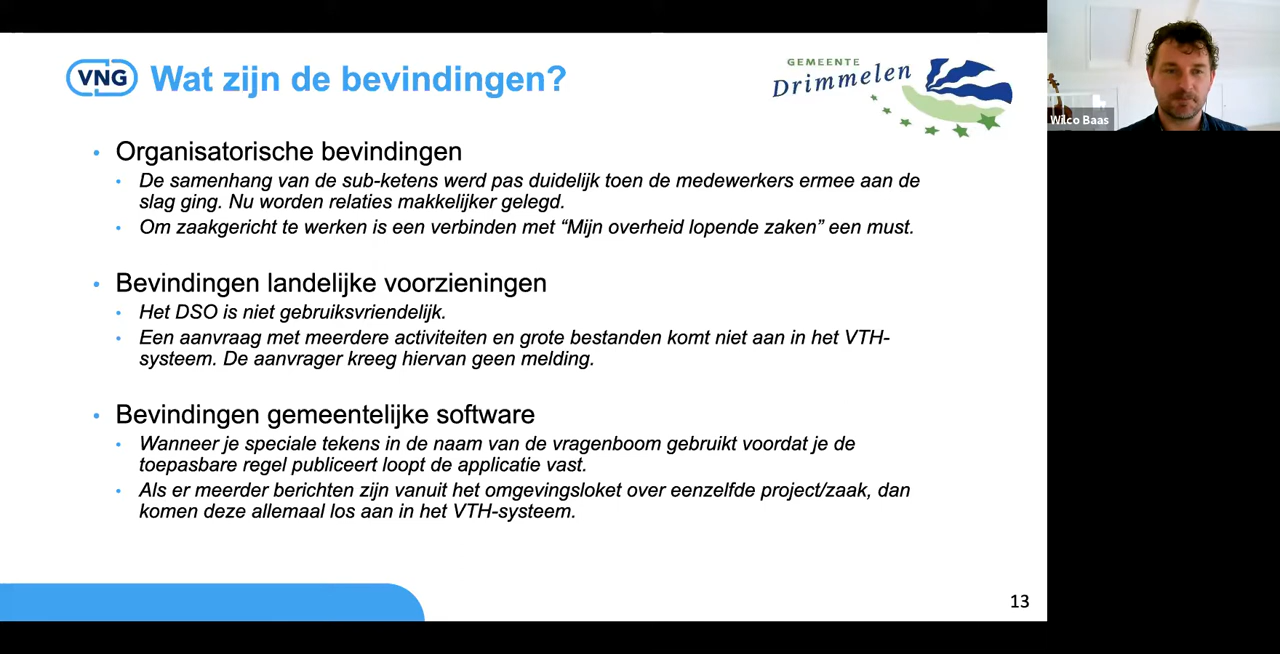 VNG Wat zijn de bevindingen?
GEMEENTE
Drimmelen
Wilco Baas
• Organisatorische bevindingen
• De samenhang van de sub-ketens werd pas duidelijk toen de medewerkers ermee aan de
slag ging. Nu worden relaties makkelijker gelegd.
• Om zaakgericht te werken is een verbinden met “Mijn overheid lopende zaken” een must.
• Bevindingen landelijke voorzieningen
• Het DSO is niet gebruiksvriendelijk.
• Een aanvraag met meerdere activiteiten en grote bestanden komt niet aan in het VTH-
systeem. De aanvrager kreeg hiervan geen melding.
• Bevindingen gemeentelijke software
• Wanneer je speciale tekens in de naam van de vragenboom gebruikt voordat je de
toepasbare regel publiceert loopt de applicatie vast.
• Als er meerder berichten zijn vanuit het omgevingsloket over eenzelfde project/zaak, dan
komen deze allemaal los aan in het VTH-systeem.
13